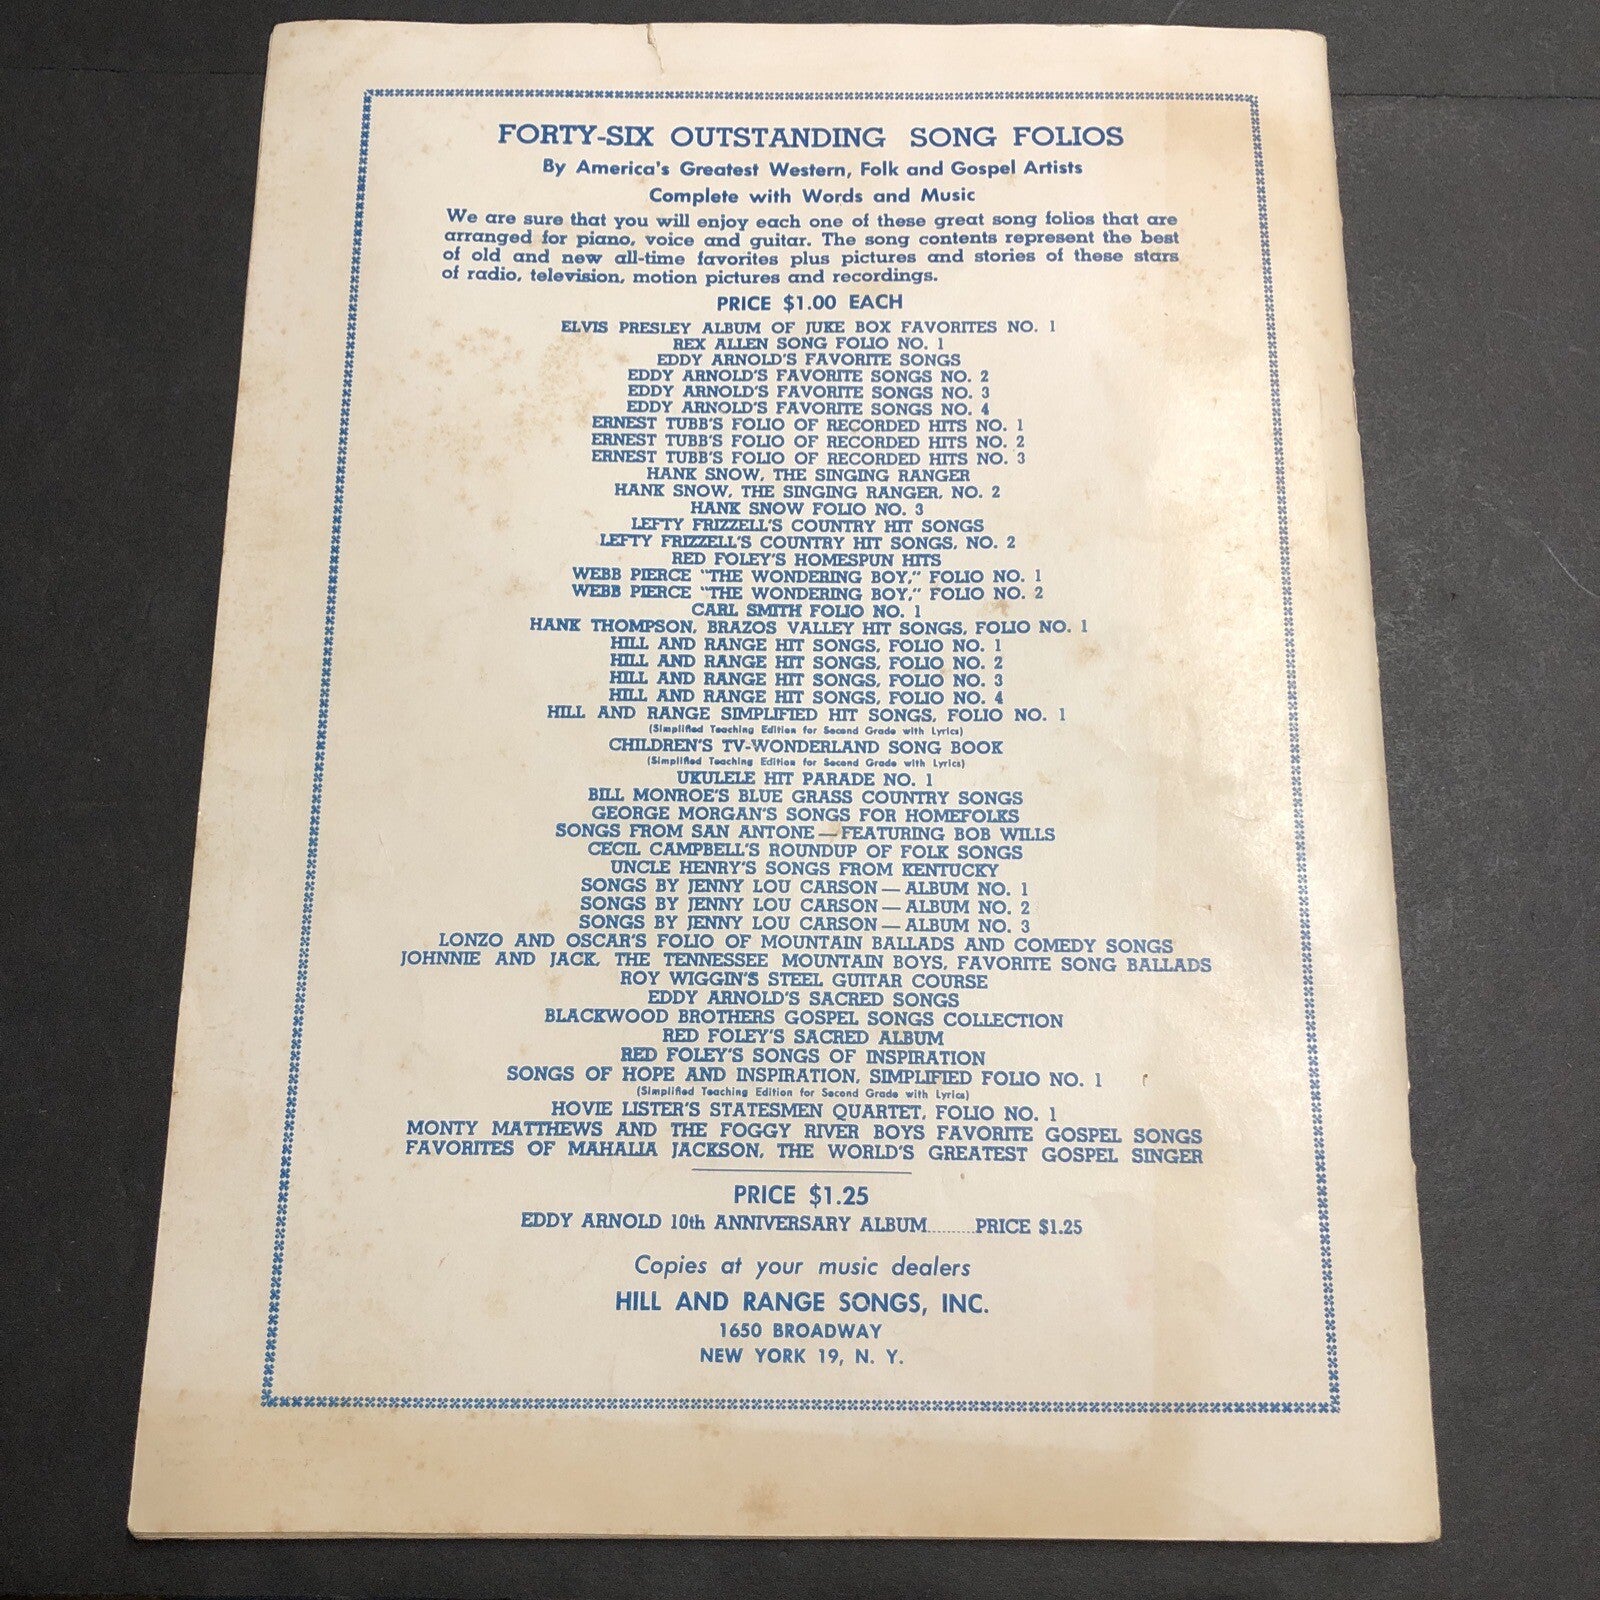 FORTY-SIX OUTSTANDING SONG FOLIOS
By America's Greatest Western, Folk and Gospel Artists
Complete with Words and Music
We are sure that you will enjoy each one of these great song folios that are
arranged for piano, voice and guitar. The song contents represent the best
of old and new all-time favorites plus pictures and stories of these stars
of radio, television, motion pictures and recordings.
PRICE $1.00 EACH
ELVIS PRESLEY ALBUM OF JUKE BOX FAVORITES NO. 1
REX ALLEN SONG FOLIO NO. 1
EDDY ARNOLD'S FAVORITE SONGS
EDDY ARNOLD'S FAVORITE SONGS NO. 2
EDDY ARNOLD'S FAVORITE SONGS NO. 3
EDDY ARNOLD'S FAVORITE SONGS NO. 4
ERNEST TUBB'S FOLIO OF RECORDED HITS NO. 1
ERNEST TUBB'S FOLIO OF RECORDED HITS NO. 2
ERNEST TUBB'S FOLIO OF RECORDED HITS NO. 3
HANK SNOW, THE SINGING RANGER
HANK SNOW, THE SINGING RANGER, NO. 2
HANK SNOW FOLIO NO. 3
LEFTY FRIZZELL'S COUNTRY HIT SONGS
LEFTY FRIZZELL'S COUNTRY HIT SONGS, NO. 2
RED FOLEY'S HOMESPUN HITS
WEBB PIERCE "THE WONDERING BOY," FOLIO NO. 1
WEBB PIERCE "THE WONDERING BOY," FOLIO NO. 2
CARL SMITH FOLIO NO. 1
HANK THOMPSON, BRAZOS VALLEY HIT SONGS, FOLIO NO. 1
HILL AND RANGE HIT SONGS, FOLIO NO. 1
HILL AND RANGE HIT SONGS, FOLIO NO. 2
HILL AND RANGE HIT SONGS, FOLIO NO. 3
HILL AND RANGE HIT SONGS, FOLIO NO. 4
HILL AND RANGE SIMPLIFIED HIT SONGS, FOLIO NO. 1
(Simplified Teaching Edition for Second Grade with Lyrics)
CHILDREN'S TV-WONDERLAND SONG BOOK
(Simplified Teaching Edition for Second Grade with Lyrics)
UKULELE HIT PARADE NO. 1
BILL MONROE'S BLUE GRASS COUNTRY SONGS
GEORGE MORGAN'S SONGS FOR HOMEFOLKS
SONGS FROM SAN ANTONE — FEATURING BOB WILLS
CECIL CAMPBELL'S ROUNDUP OF FOLK SONGS
UNCLE HENRY'S SONGS FROM KENTUCKY
SONGS BY JENNY LOU CARSON — ALBUM NO. 1
SONGS BY JENNY LOU CARSON — ALBUM NO. 2
SONGS BY JENNY LOU CARSON — ALBUM NO. 3
LONZO AND OSCAR'S FOLIO OF MOUNTAIN BALLADS AND COMEDY SONGS
JOHNNIE AND JACK, THE TENNESSEE MOUNTAIN BOYS, FAVORITE SONG BALLADS
ROY WIGGIN'S STEEL GUITAR COURSE
EDDY ARNOLD'S SACRED SONGS
BLACKWOOD BROTHERS GOSPEL SONGS COLLECTION
RED FOLEY'S SACRED ALBUM
RED FOLEY'S SONGS OF INSPIRATION
SONGS OF HOPE AND INSPIRATION, SIMPLIFIED FOLIO NO. 1
(Simplified Teaching Edition for Second Grade with Lyrics)
HOVIE LISTER'S STATESMEN QUARTET, FOLIO NO. 1
MONTY MATTHEWS AND THE FOGGY RIVER BOYS FAVORITE GOSPEL SONGS
FAVORITES OF MAHALIA JACKSON, THE WORLD'S GREATEST GOSPEL SINGER
PRICE $1.25
EDDY ARNOLD 10th ANNIVERSARY ALBUM.........PRICE $1.25
Copies at your music dealers
HILL AND RANGE SONGS, INC.
1650 BROADWAY
NEW YORK 19, N. Y.